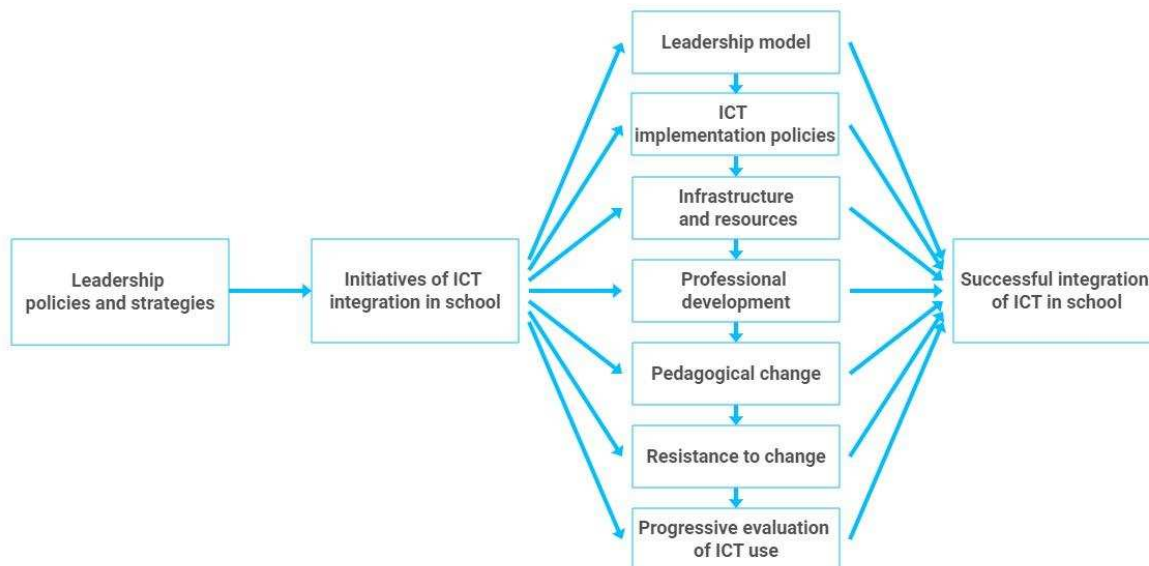 Leadership model
ICT
implementation policies
Infrastructure
and resources
Leadership
policies and strategies
Initiatives of ICT
integration in school
Professional
development
Successful integration
of ICT in school
Pedagogical change
Resistance to change
Progressive evaluation
of ICT use